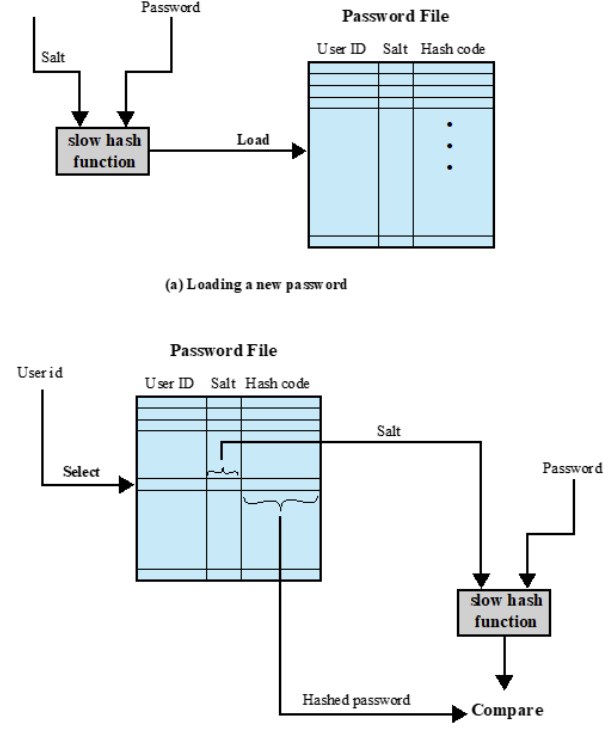 Password
Password File
User ID Salt Hash code
Salt
slow hash
function
Load
(a) Loading a new password
Password File
User id
User ID Salt Hash code
Salt
Select
Password
slow hash
function
Hashed password
Compare